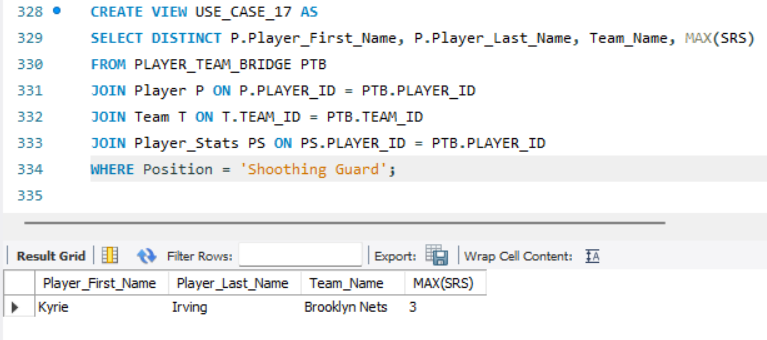 328 CREATE VIEW USE_CASE_17 AS
329 SELECT DISTINCT P.Player_First_Name, P.Player_Last_Name, Team_Name, MAX(SRS)
330 FROM PLAYER_TEAM_BRIDGE PTB
331 JOIN Player P ON P.PLAYER_ID = PTB.PLAYER_ID
332 JOIN Team T ON T.TEAM_ID = PTB.TEAM_ID
333 JOIN Player_Stats PS ON PS.PLAYER_ID = PTB.PLAYER_ID
334 WHERE Position = 'Shoothing Guard';
335
Result Grid Filter Rows: Export: Wrap Cell Content: IA
Player_First_Name Player_Last_Name Team_Name MAX(SRS)
Kyrie Irving Brooklyn Nets 3